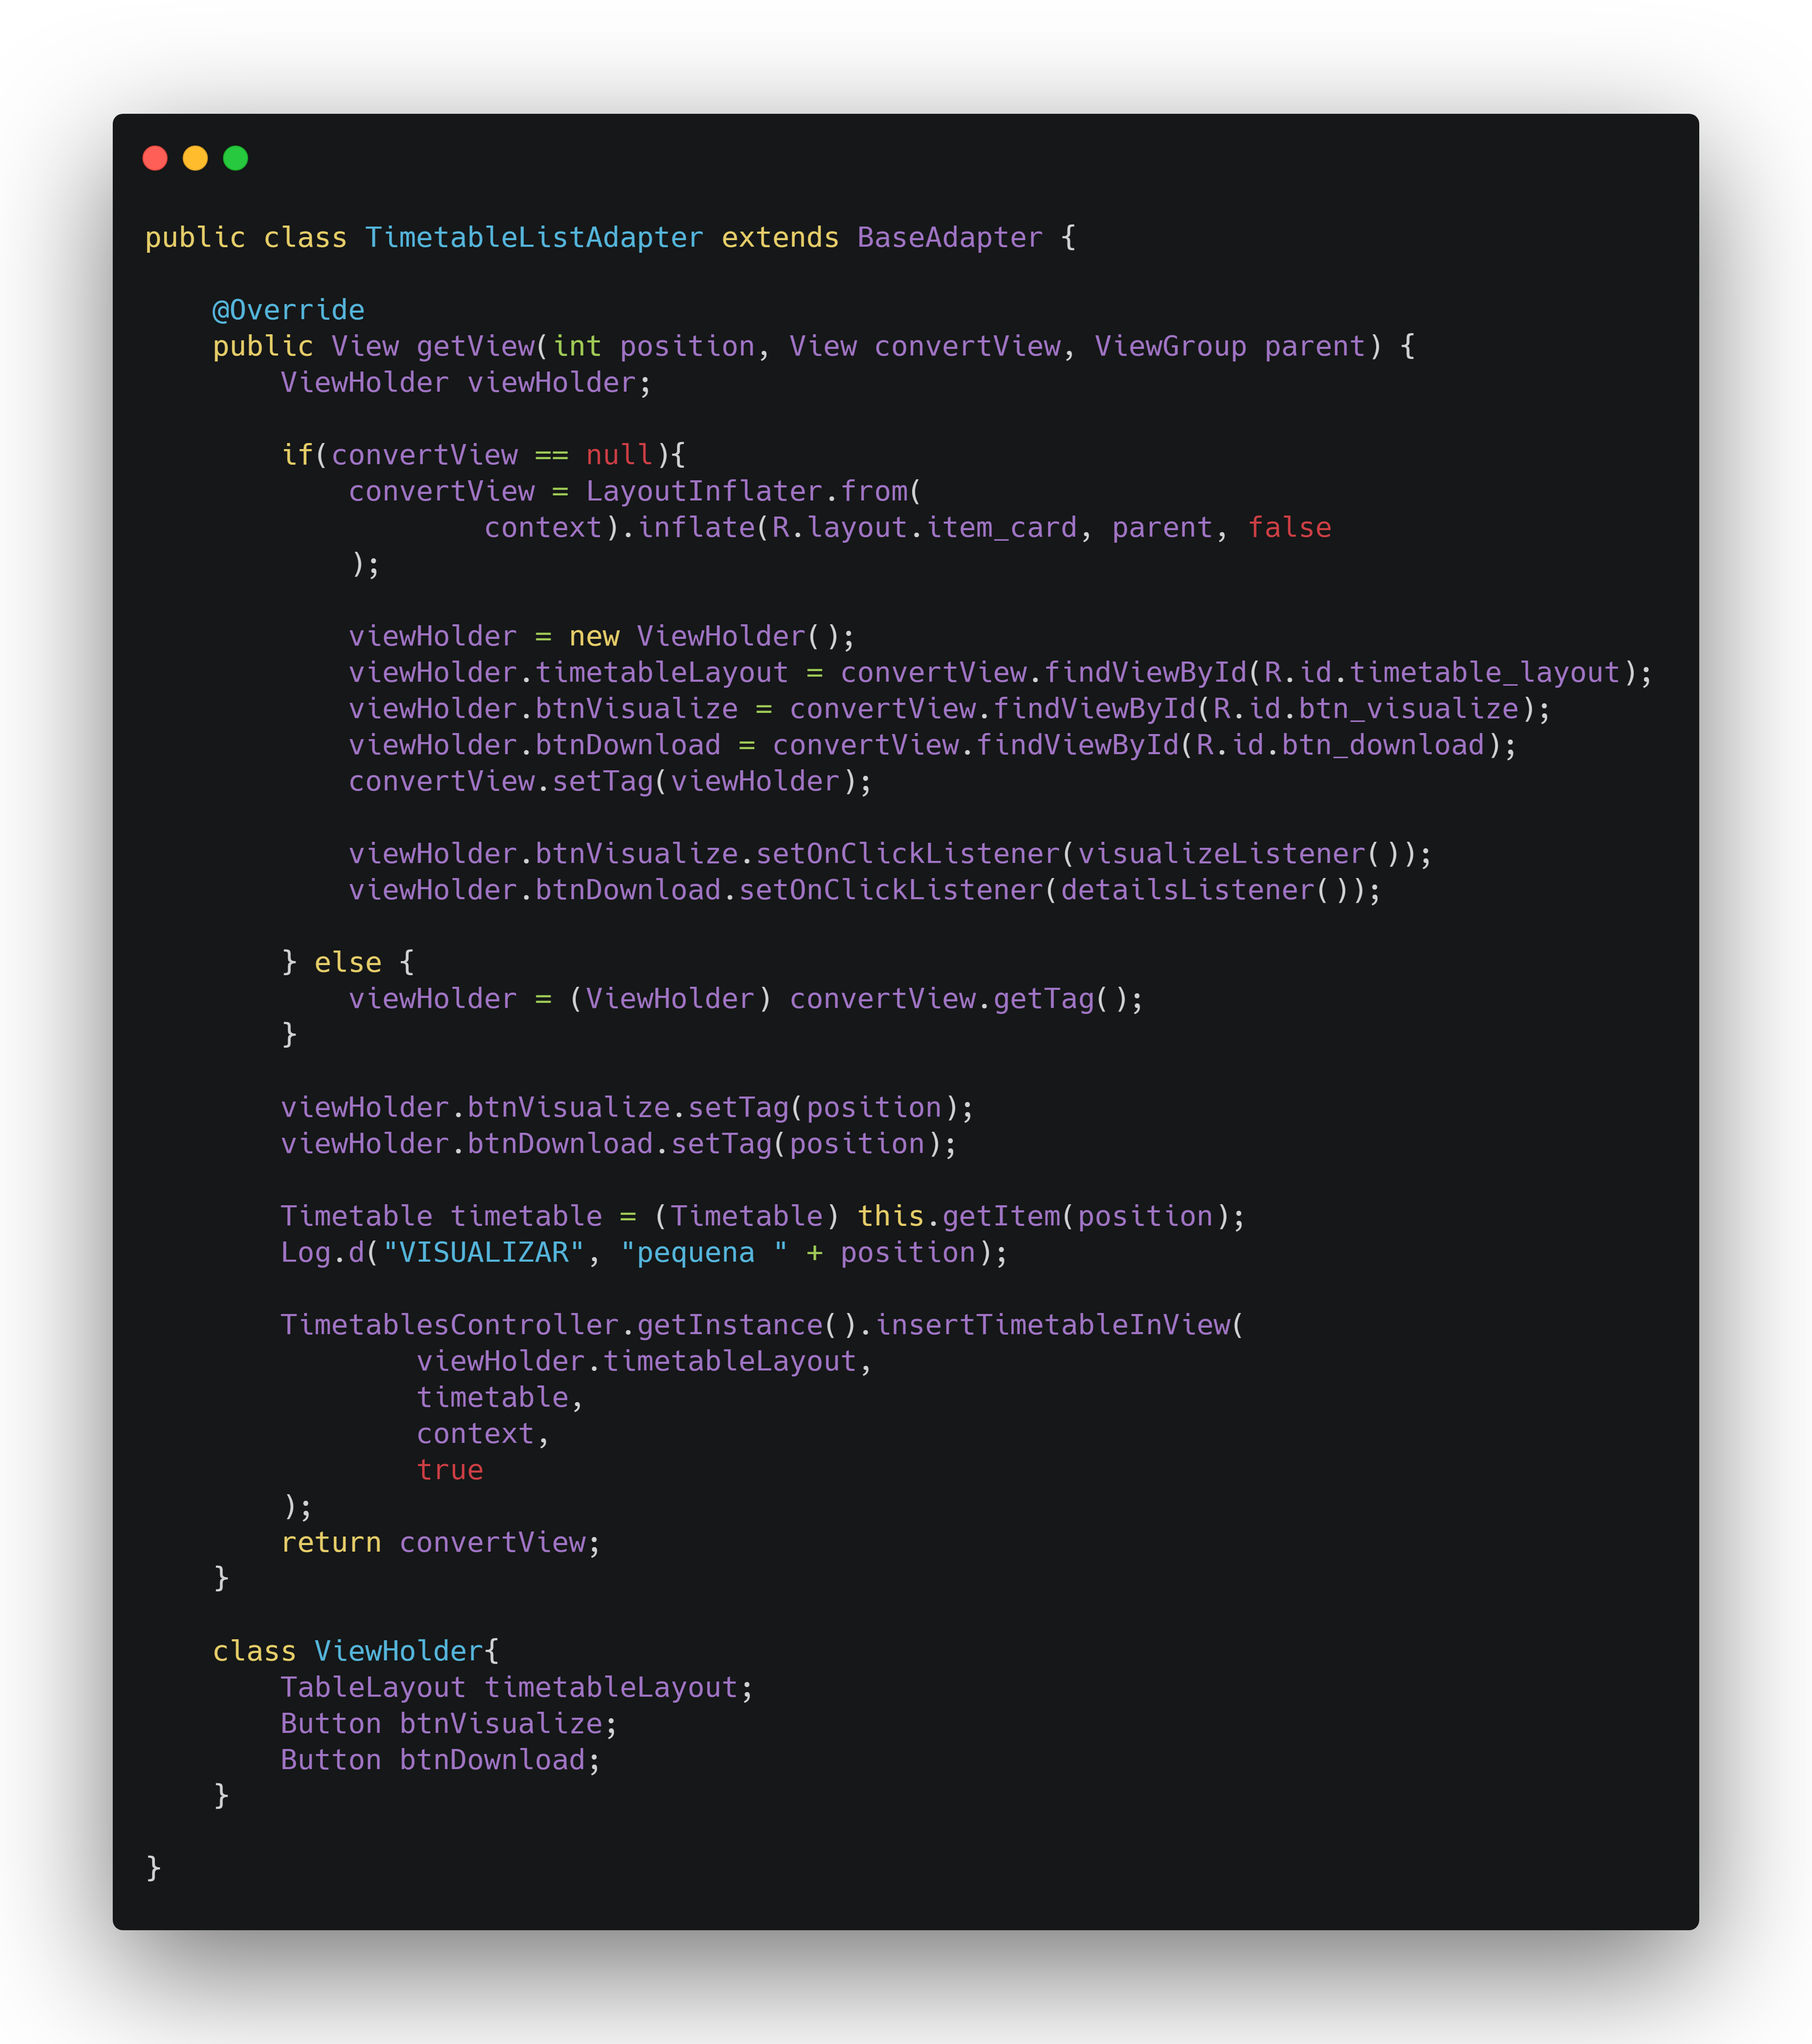 public class TimetableListAdapter extends BaseAdapter {
@Override
public View getView(int position, View convertView, ViewGroup parent) {
ViewHolder viewHolder;
if(convertView == null){
convertView = LayoutInflater.from(
context).inflate(R.layout.item_card, parent, false
);
viewHolder = new ViewHolder();
viewHolder.timetableLayout = convertView.findViewById(R.id.timetable_layout);
viewHolder.btnVisualize = convertView.findViewById(R.id.btn_visualize);
viewHolder.btnDownload = convertView.findViewById(R.id.btn_download);
convertView.setTag(viewHolder);
viewHolder.btnVisualize.setOnClickListener(visualizeListener());
viewHolder.btnDownload.setOnClickListener(detailsListener());
} else {
viewHolder = (ViewHolder) convertView.getTag();
}
viewHolder.btnVisualize.setTag(position);
viewHolder.btnDownload.setTag(position);
Timetable timetable = (Timetable) this.getItem(position);
Log.d("VISUALIZAR", "pequena " + position);
TimetablesController.getInstance().insertTimetableInView(
viewHolder.timetableLayout,
timetable,
context,
true
);
return convertView;
}
class ViewHolder{
TableLayout timetableLayout;
Button btnVisualize;
Button btnDownload;
}
}